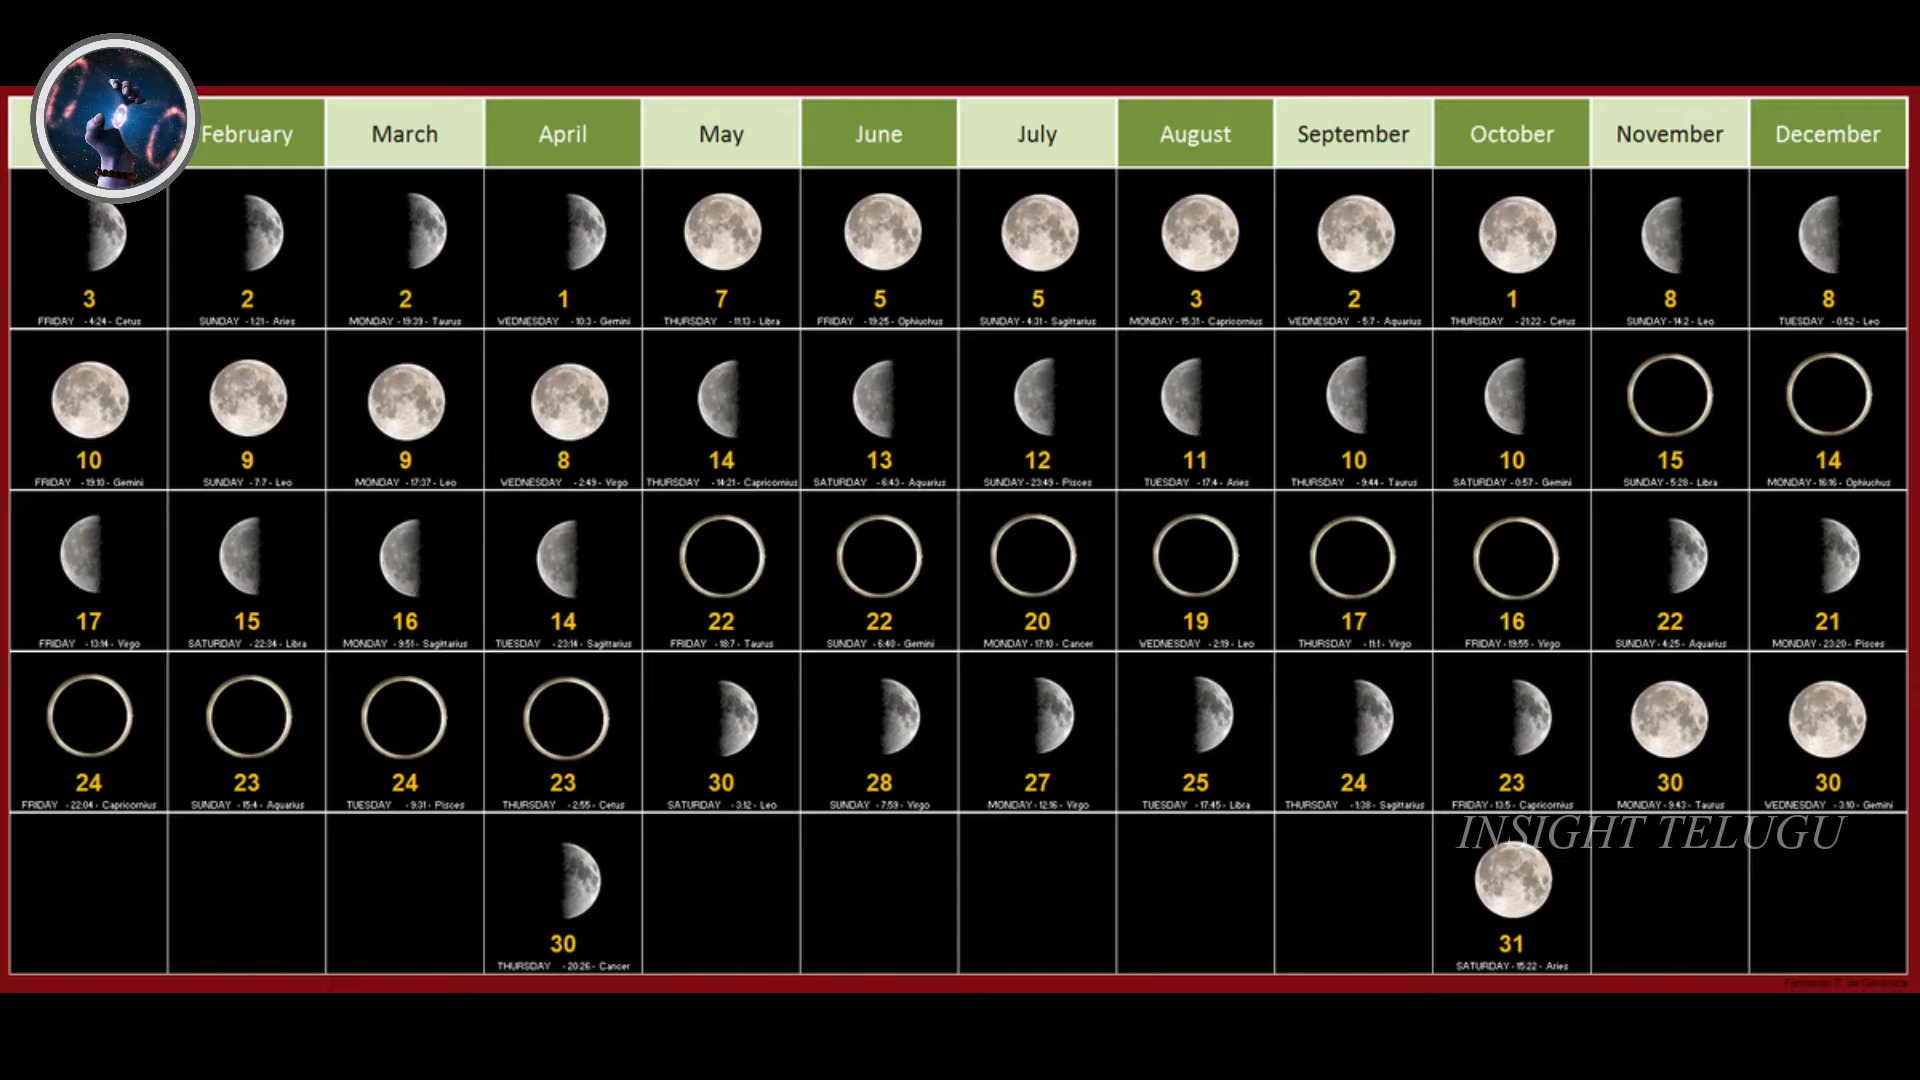 February March April May June July August September October November December
3 2 2 1 7 5 5 3 2 1 8 8
FRIDAY - 4:24 - Cetus SUNDAY - 1:21 - Aries MONDAY - 19:39 - Taurus WEDNESDAY - 10:3 - Gemini THURSDAY - 11:13 - Libra FRIDAY - 19:25 - Ophiuchus SUNDAY - 4:31 - Sagittarius MONDAY - 15:31 - Capricornius WEDNESDAY - 5:7 - Aquarius THURSDAY - 21:22 - Cetus SUNDAY - 14:2 - Leo TUESDAY - 0:52 - Leo
10 9 9 8 14 13 12 11 10 10 15 14
FRIDAY - 19:10 - Gemini SUNDAY - 7:7 - Leo MONDAY - 17:37 - Leo WEDNESDAY - 2:49 - Virgo THURSDAY - 14:21 - Capricornius SATURDAY - 6:43 - Aquarius SUNDAY - 23:49 - Pisces TUESDAY - 17:4 - Aries THURSDAY - 9:44 - Taurus SATURDAY - 0:57 - Gemini SUNDAY - 5:28 - Libra MONDAY - 16:16 - Ophiuchus
17 15 16 14 22 22 20 19 17 16 22 21
FRIDAY - 13:14 - Virgo SATURDAY - 22:34 - Libra MONDAY - 9:51 - Sagittarius TUESDAY - 23:14 - Sagittarius FRIDAY - 18:7 - Taurus SUNDAY - 6:40 - Gemini MONDAY - 17:10 - Cancer WEDNESDAY - 2:19 - Leo THURSDAY - 11:1 - Virgo FRIDAY - 19:55 - Virgo SUNDAY - 4:25 - Aquarius MONDAY - 23:20 - Pisces
24 23 24 23 30 28 27 25 24 23 30 30
FRIDAY - 22:04 - Capricornius SUNDAY - 15:4 - Aquarius TUESDAY - 9:31 - Pisces THURSDAY - 2:55 - Cetus SATURDAY - 3:12 - Leo SUNDAY - 7:59 - Virgo MONDAY - 12:16 - Virgo TUESDAY - 17:45 - Libra THURSDAY - 1:38 - Sagittarius FRIDAY - 13:5 - Capricornius MONDAY - 9:43 - Taurus WEDNESDAY - 3:10 - Gemini
INSIGHT TELUGU
30 31
THURSDAY - 20:26 - Cancer SATURDAY - 15:22 - Aries